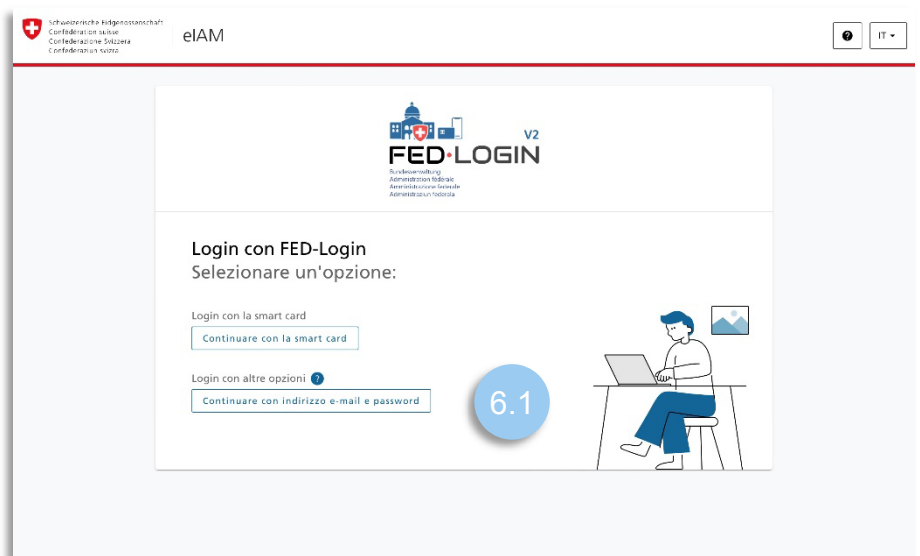 Schweizerische Eidgenossenschaft
Confédération suisse
Confederazione Svizzera
Confederaziun svizra
eIAM
IT
V2
FED·LOGIN
Bundesverwaltung
Administration fédérale
Amministrazione federale
Administraziun federala
Login con FED-Login
Selezionare un'opzione:
Login con la smart card
Continuare con la smart card
Login con altre opzioni ?
Continuare con indirizzo e-mail e password
6.1